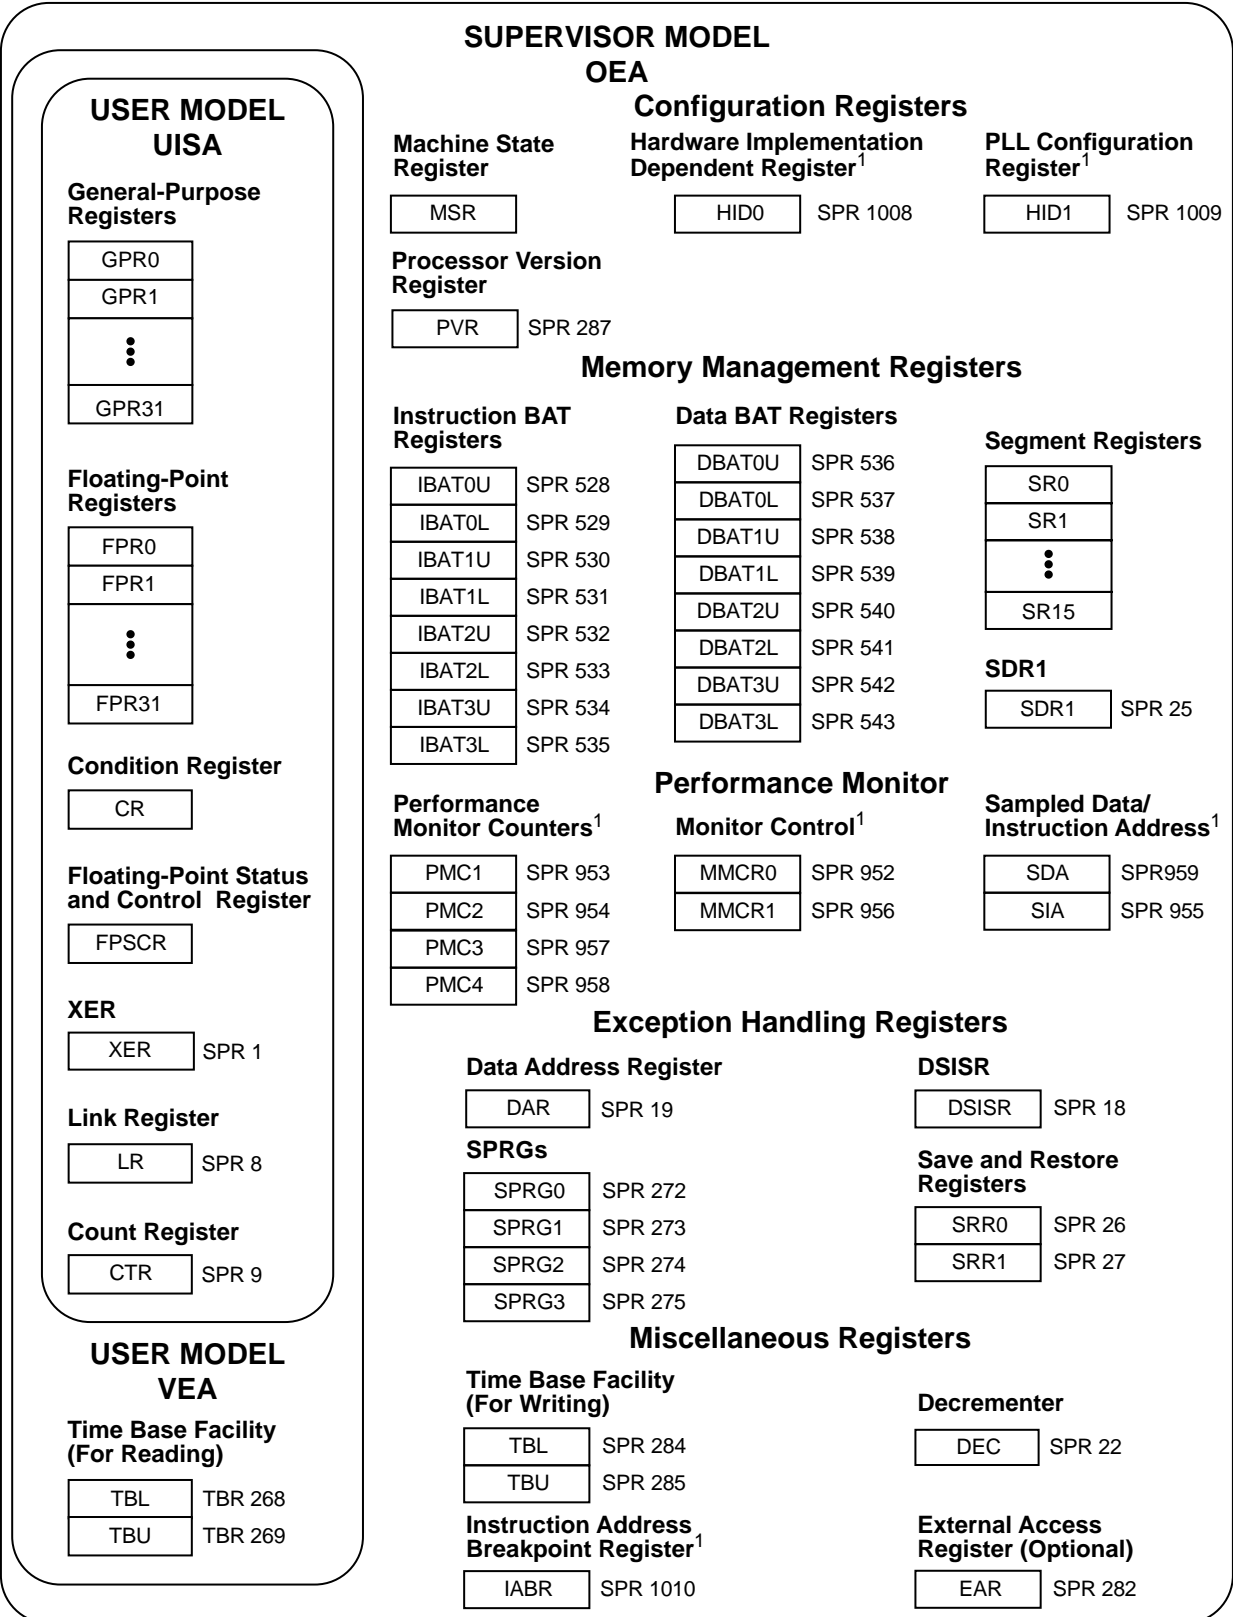 SUPERVISOR MODEL
OEA
USER MODEL
UISA
General-Purpose
Registers
GPR0
GPR1
GPR31
Floating-Point
Registers
FPR0
FPR1
FPR31
Condition Register
CR
Floating-Point Status
and Control Register
FPSCR
XER
XER SPR 1
Link Register
LR SPR 8
Count Register
CTR SPR 9
USER MODEL
VEA
Time Base Facility
(For Reading)
TBL TBR 268
TBU TBR 269
Configuration Registers
Machine State
Register
MSR
Hardware Implementation
Dependent Register1
HID0 SPR 1008
PLL Configuration
Register1
HID1 SPR 1009
Processor Version
Register
PVR SPR 287
Memory Management Registers
Instruction BAT
Registers
IBAT0U SPR 528
IBAT0L SPR 529
IBAT1U SPR 530
IBAT1L SPR 531
IBAT2U SPR 532
IBAT2L SPR 533
IBAT3U SPR 534
IBAT3L SPR 535
Data BAT Registers
DBAT0U SPR 536
DBAT0L SPR 537
DBAT1U SPR 538
DBAT1L SPR 539
DBAT2U SPR 540
DBAT2L SPR 541
DBAT3U SPR 542
DBAT3L SPR 543
Segment Registers
SR0
SR1
SR15
SDR1
SDR1 SPR 25
Performance Monitor
Performance
Monitor Counters1
PMC1 SPR 953
PMC2 SPR 954
PMC3 SPR 957
PMC4 SPR 958
Monitor Control1
MMCR0 SPR 952
MMCR1 SPR 956
Sampled Data/
Instruction Address1
SDA SPR959
SIA SPR 955
Exception Handling Registers
Data Address Register
DAR SPR 19
SPRGs
SPRG0 SPR 272
SPRG1 SPR 273
SPRG2 SPR 274
SPRG3 SPR 275
DSISR
DSISR SPR 18
Save and Restore
Registers
SRR0 SPR 26
SRR1 SPR 27
Miscellaneous Registers
Time Base Facility
(For Writing)
TBL SPR 284
TBU SPR 285
Decrementer
DEC SPR 22
Instruction Address
Breakpoint Register1
IABR SPR 1010
External Access
Register (Optional)
EAR SPR 282